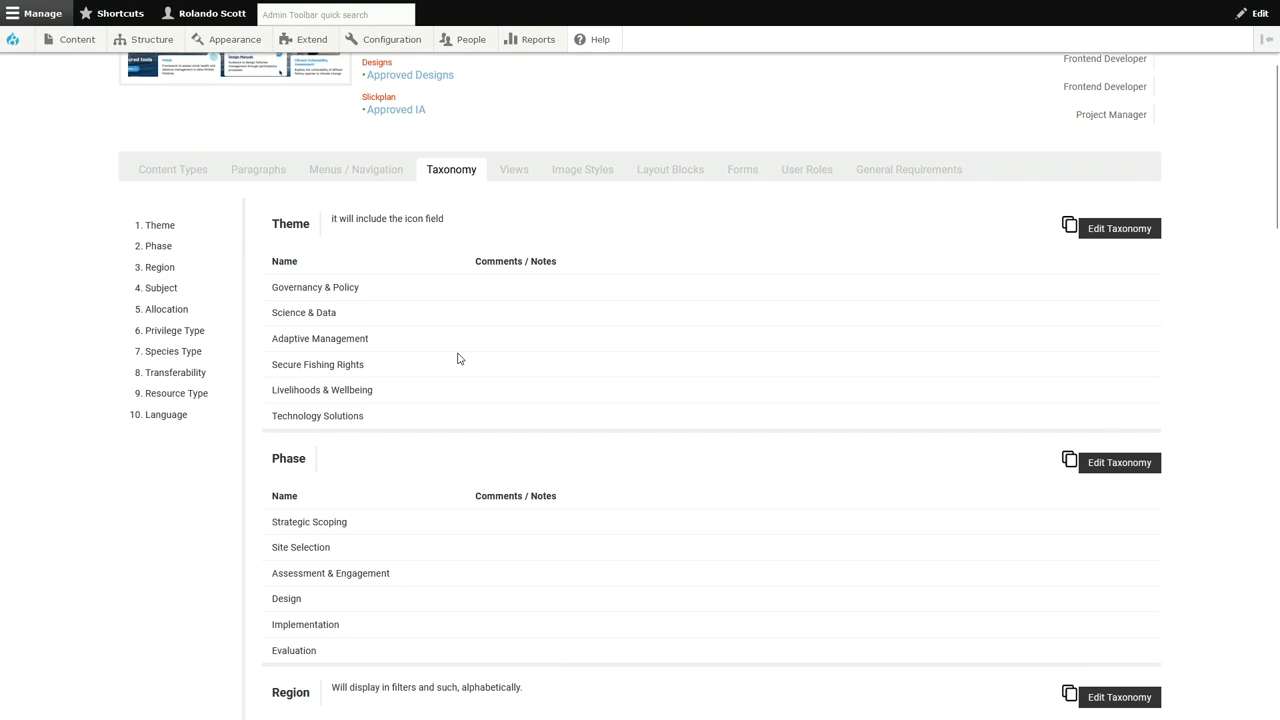 Manage Shortcuts Rolando Scott Admin Toolbar quick search Edit
Content Structure Appearance Extend Configuration People Reports Help
Designs
• Approved Designs
Slickplan
• Approved IA
Frontend Developer
Frontend Developer
Project Manager
Content Types Paragraphs Menus / Navigation Taxonomy Views Image Styles Layout Blocks Forms User Roles General Requirements
1. Theme
2. Phase
3. Region
4. Subject
5. Allocation
6. Privilege Type
7. Species Type
8. Transferability
9. Resource Type
10. Language
Theme it will include the icon field Edit Taxonomy
Name Comments / Notes
Governancy & Policy
Science & Data
Adaptive Management
Secure Fishing Rights
Livelihoods & Wellbeing
Technology Solutions
Phase Edit Taxonomy
Name Comments / Notes
Strategic Scoping
Site Selection
Assessment & Engagement
Design
Implementation
Evaluation
Region Will display in filters and such, alphabetically. Edit Taxonomy